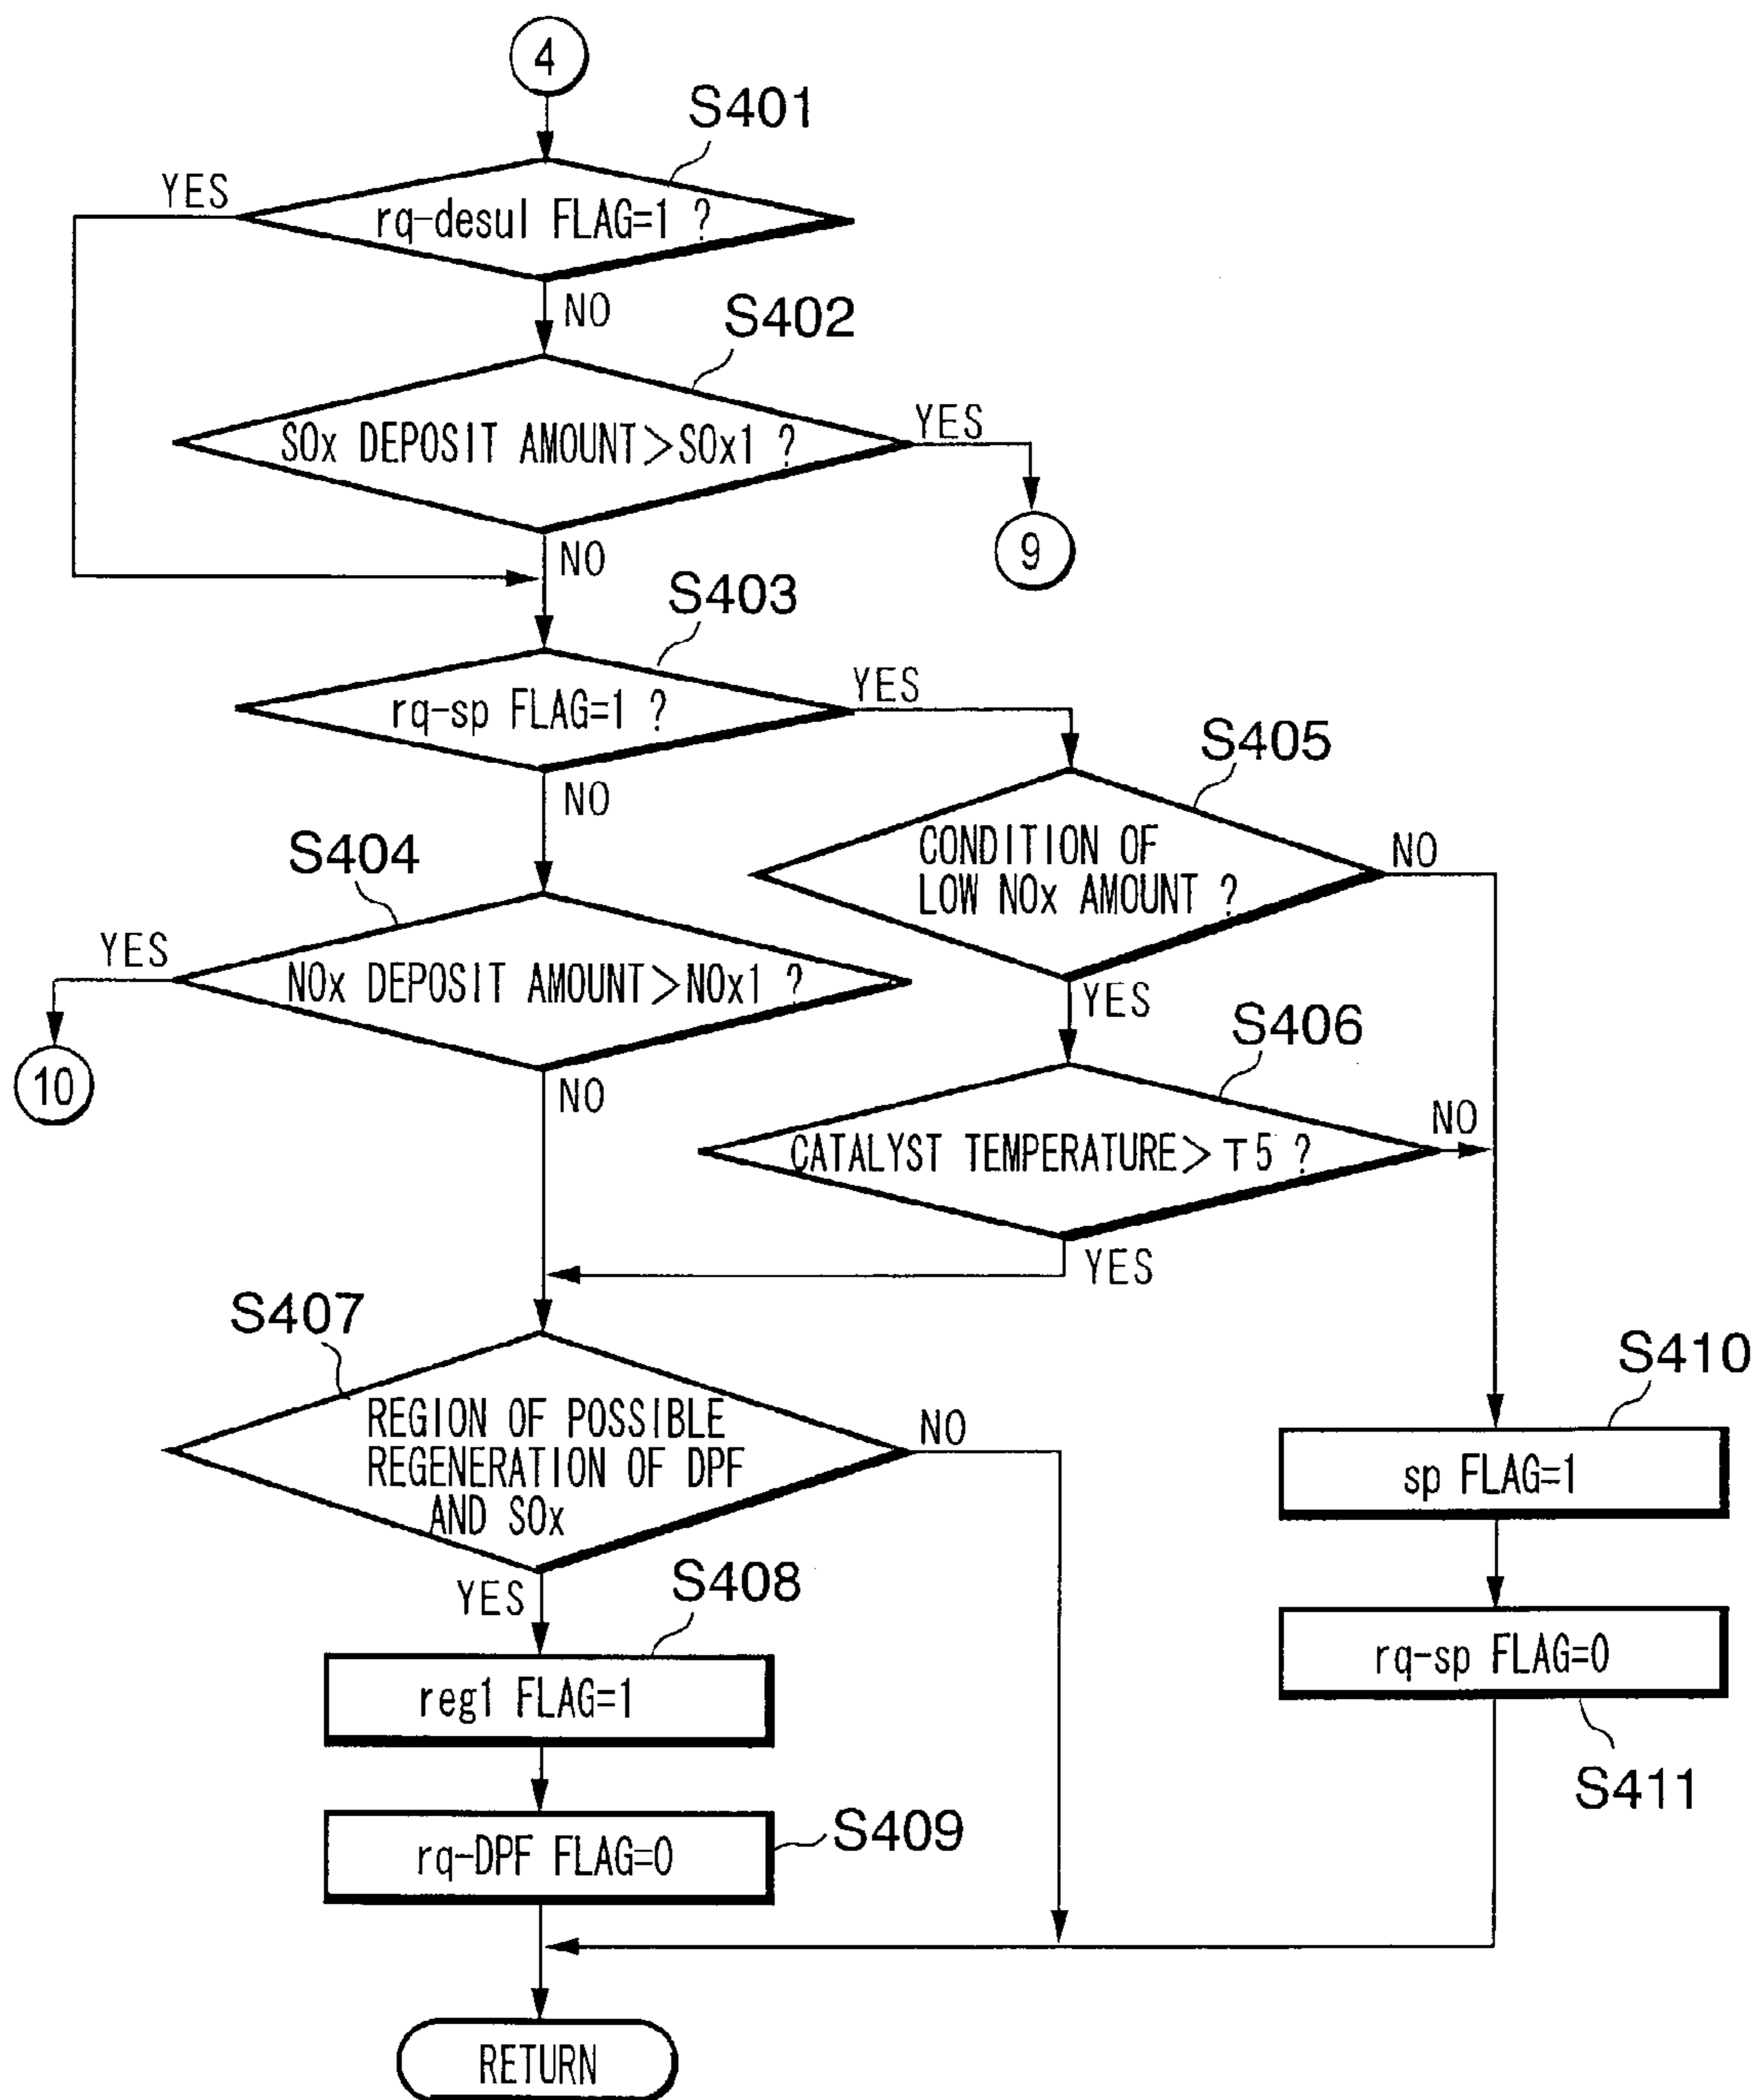 4
S401
YES
rq-desul FLAG=1 ?
NO
S402
SOx DEPOSIT AMOUNT>SOx1 ?
YES
9
NO
S403
rq-sp FLAG=1 ?
YES
NO
S405
CONDITION OF
LOW NOx AMOUNT ?
NO
YES
S404
YES
NOx DEPOSIT AMOUNT>NOx1 ?
10
NO
S406
CATALYST TEMPERATURE> T5 ?
NO
YES
S407
REGION OF POSSIBLE
REGENERATION OF DPF
AND SOx
NO
YES
S408
reg1 FLAG=1
rq-DPF FLAG=0
S409
S410
sp FLAG=1
rq-sp FLAG=0
S411
RETURN